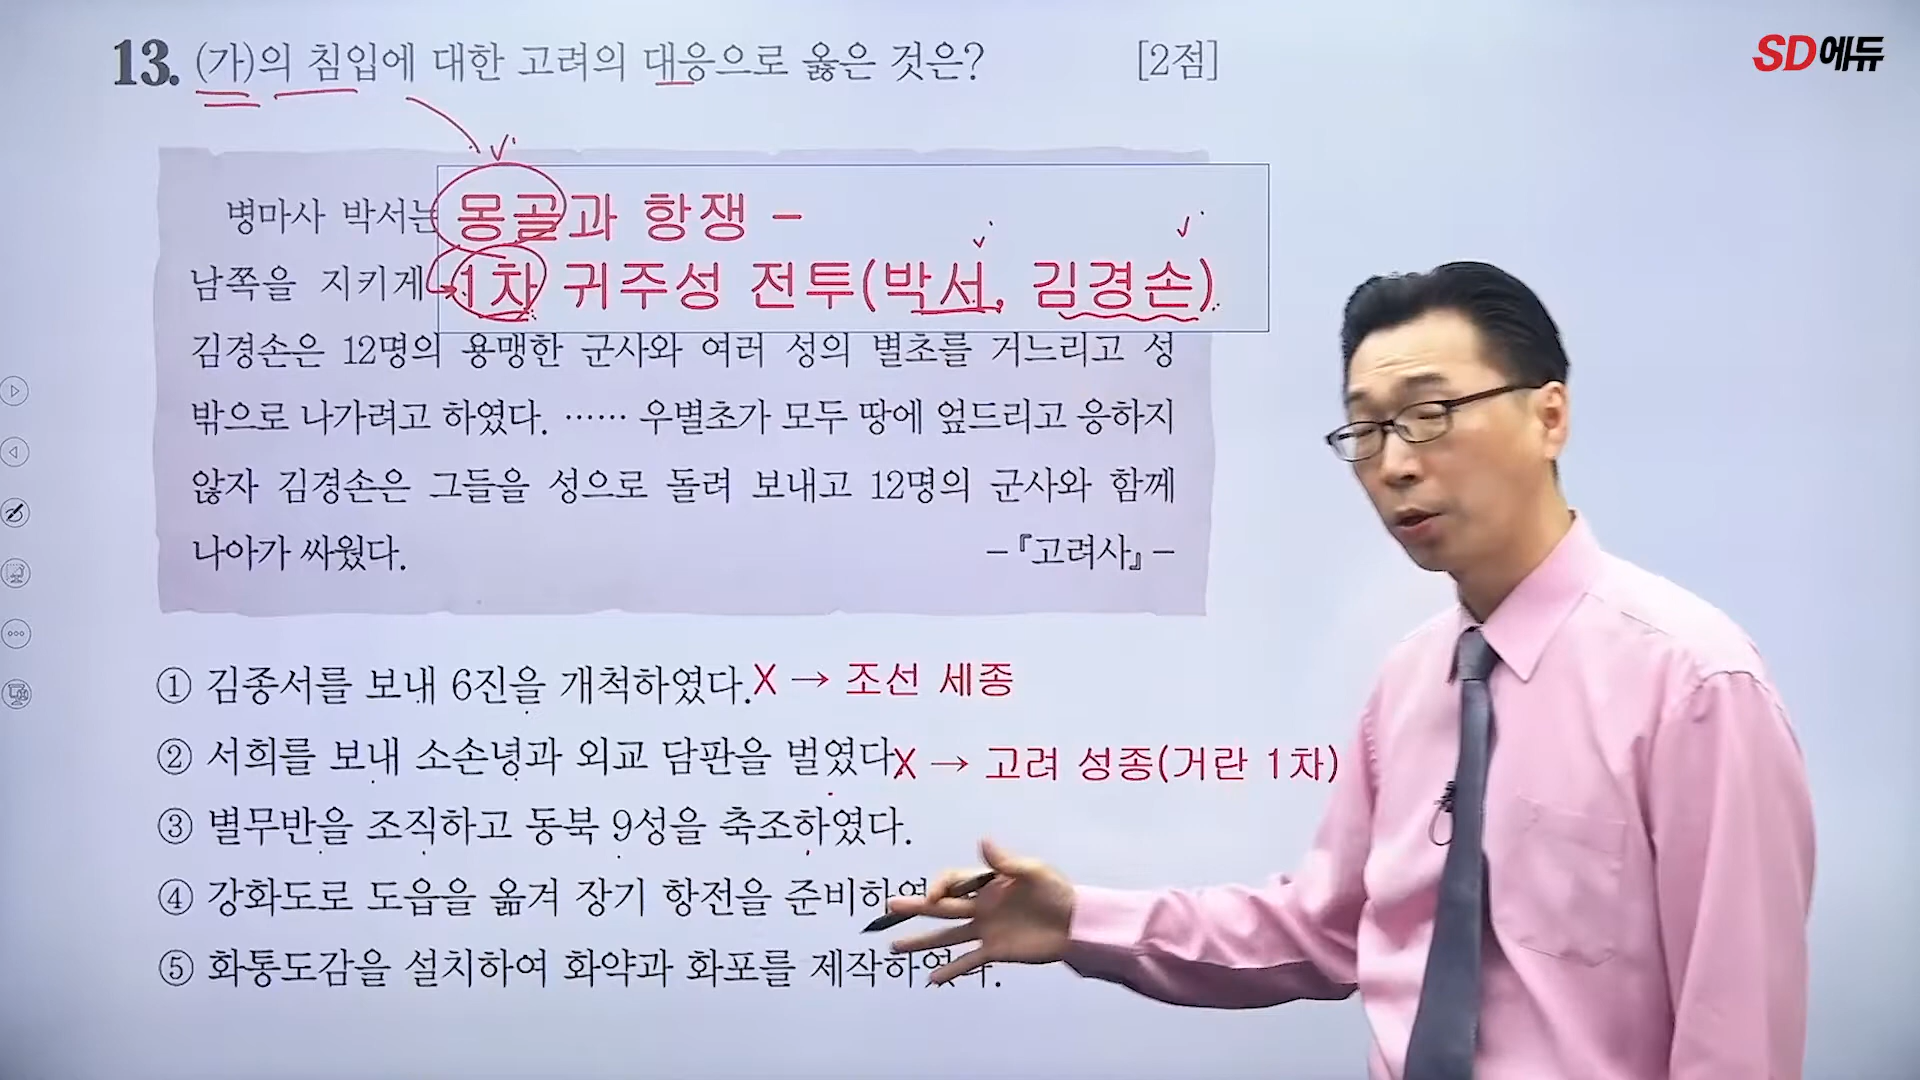 13. (가)의 침입에 대한 고려의 대응으로 옳은 것은? [2점]
SD에듀
병마사 박서는
몽골과 항쟁 -
남쪽을 지키게
1차 귀주성 전투(박서, 김경손)
김경손은 12명의 용맹한 군사와 여러 성의 별초를 거느리고 성
밖으로 나가려고 하였다. …… 우별초가 모두 땅에 엎드리고 응하지
않자 김경손은 그들을 성으로 돌려 보내고 12명의 군사와 함께
나아가 싸웠다. -『고려사』-
① 김종서를 보내 6진을 개척하였다. X → 조선 세종
② 서희를 보내 소손녕과 외교 담판을 벌였다 X → 고려 성종(거란 1차)
③ 별무반을 조직하고 동북 9성을 축조하였다.
④ 강화도로 도읍을 옮겨 장기 항전을
⑤ 화통도감을 설치하여 화약과 화포를